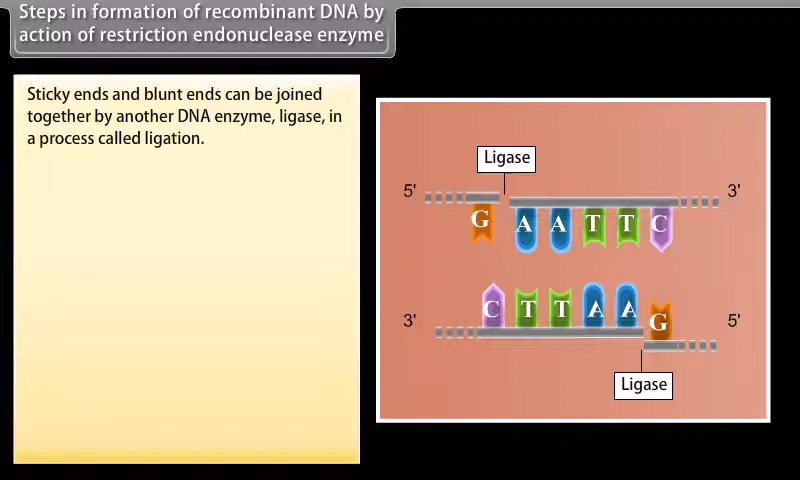 Steps in formation of recombinant DNA by
action of restriction endonuclease enzyme
Sticky ends and blunt ends can be joined
together by another DNA enzyme, ligase, in
a process called ligation.
Ligase
5' 3'
G A A T T C
C T T A A G
3' 5'
Ligase